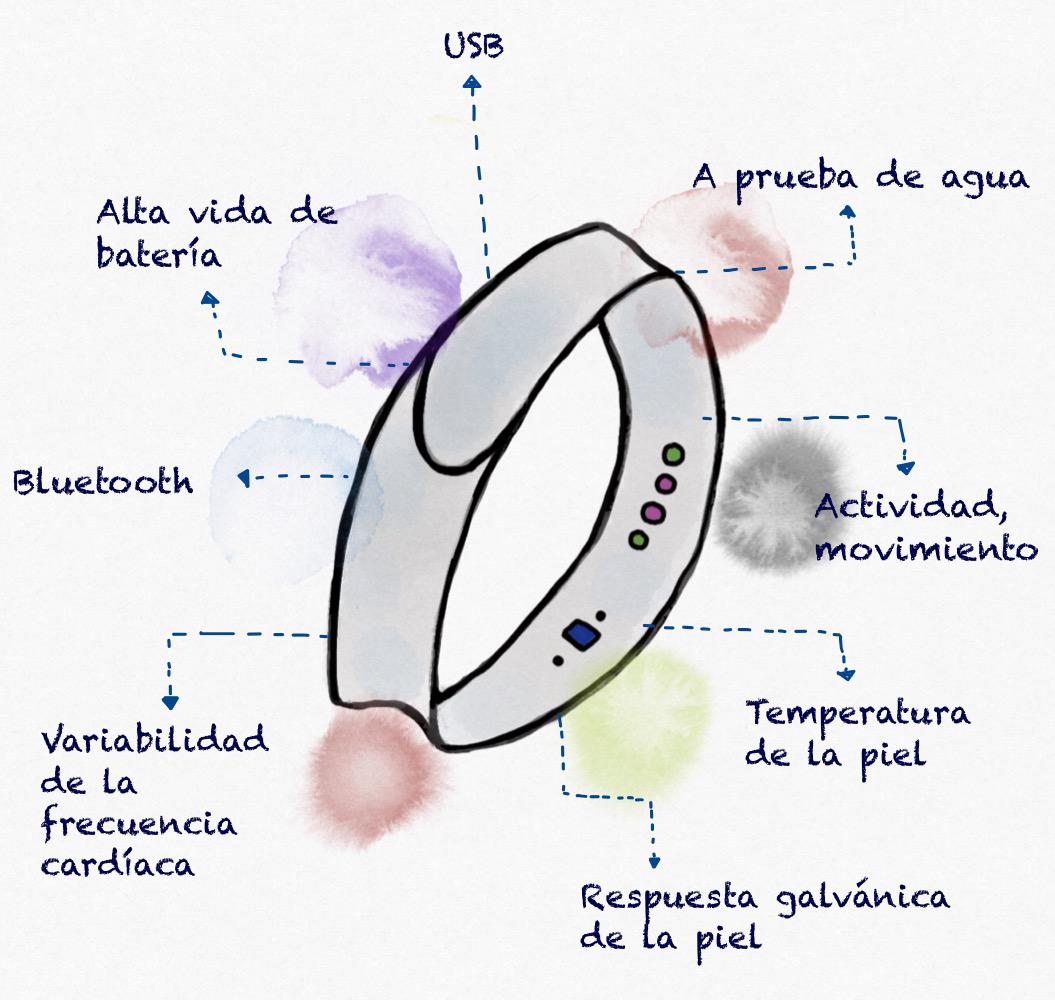 USB
A prueba de agua
Alta vida de
batería
Bluetooth
Actividad,
movimiento
Variabilidad
de la
frecuencia
cardíaca
Temperatura
de la piel
Respuesta galvánica
de la piel